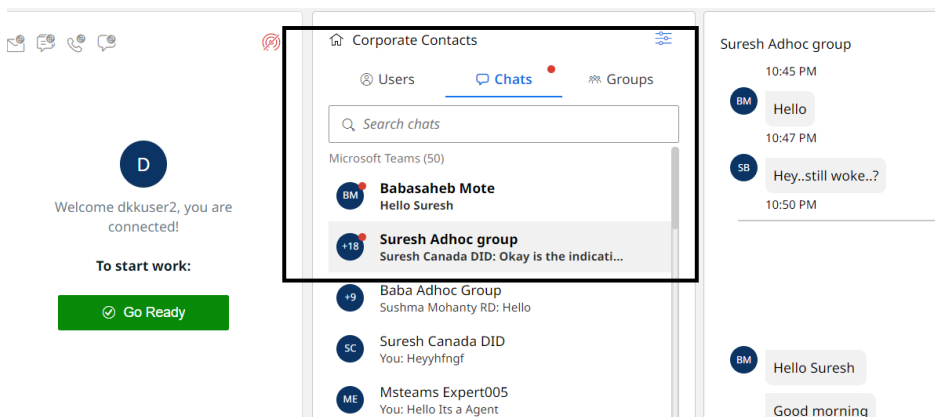 D
Welcome dkkuser2, you are
connected!
To start work:
Go Ready
Corporate Contacts
Users
Chats
Groups
Search chats
Microsoft Teams (50)
BM
Babasaheb Mote
Hello Suresh
+18
Suresh Adhoc group
Suresh Canada DID: Okay is the indicati...
+9
Baba Adhoc Group
Sushma Mohanty RD: Hello
SC
Suresh Canada DID
You: Heyyhfngf
ME
Msteams Expert005
You: Hello Its a Agent
Suresh Adhoc group
10:45 PM
BM
Hello
10:47 PM
SB
Hey..still woke..?
10:50 PM
BM
Hello Suresh
Good morning